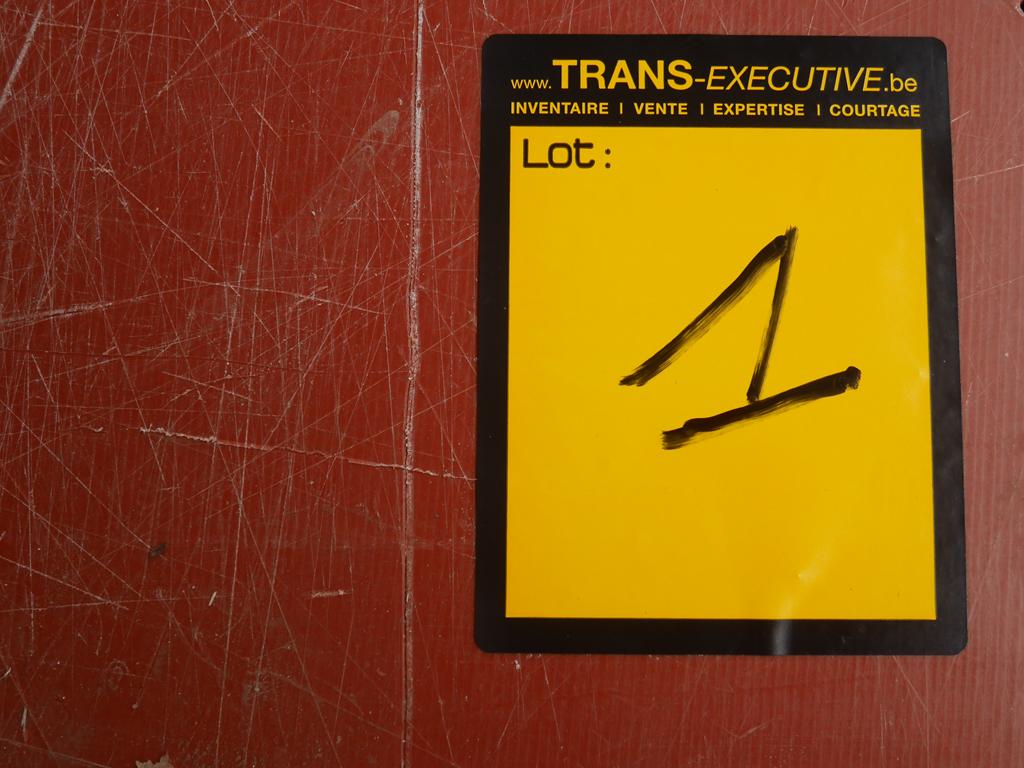 www.TRANS-EXECUTIVE.be
INVENTAIRE | VENTE | EXPERTISE | COURTAGE
Lot:
1